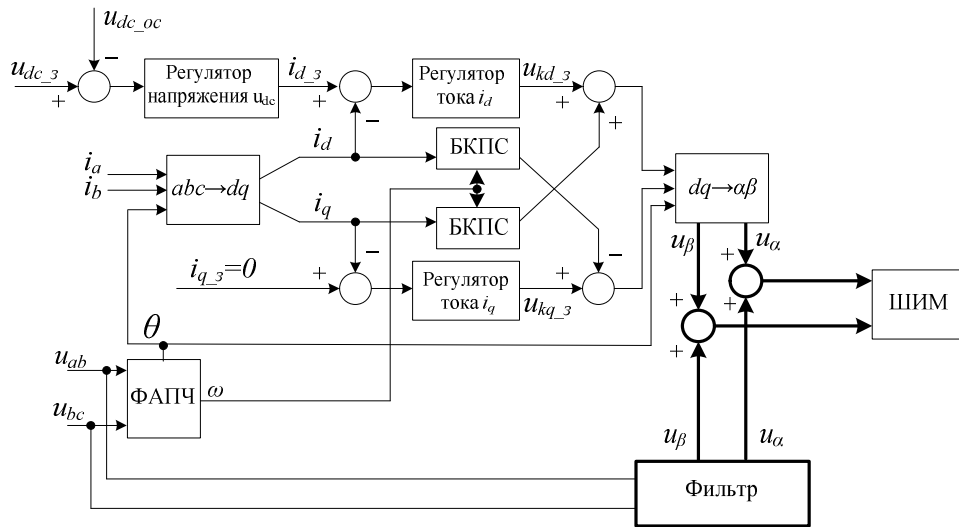 u_dc_oc
u_dc_з
−
+
Регулятор
напряжения u_dc
i_d_з
+
−
Регулятор
тока i_d
u_kd_з
+
+
i_a
i_b
abc→dq
i_d
i_q
БКПС
БКПС
dq→αβ
u_β
u_α
−
i_q_з=0
+
Регулятор
тока i_q
u_kq_з
−
+
+
+
+
ШИМ
θ
u_ab
u_bc
ФАПЧ
ω
u_β
u_α
Фильтр